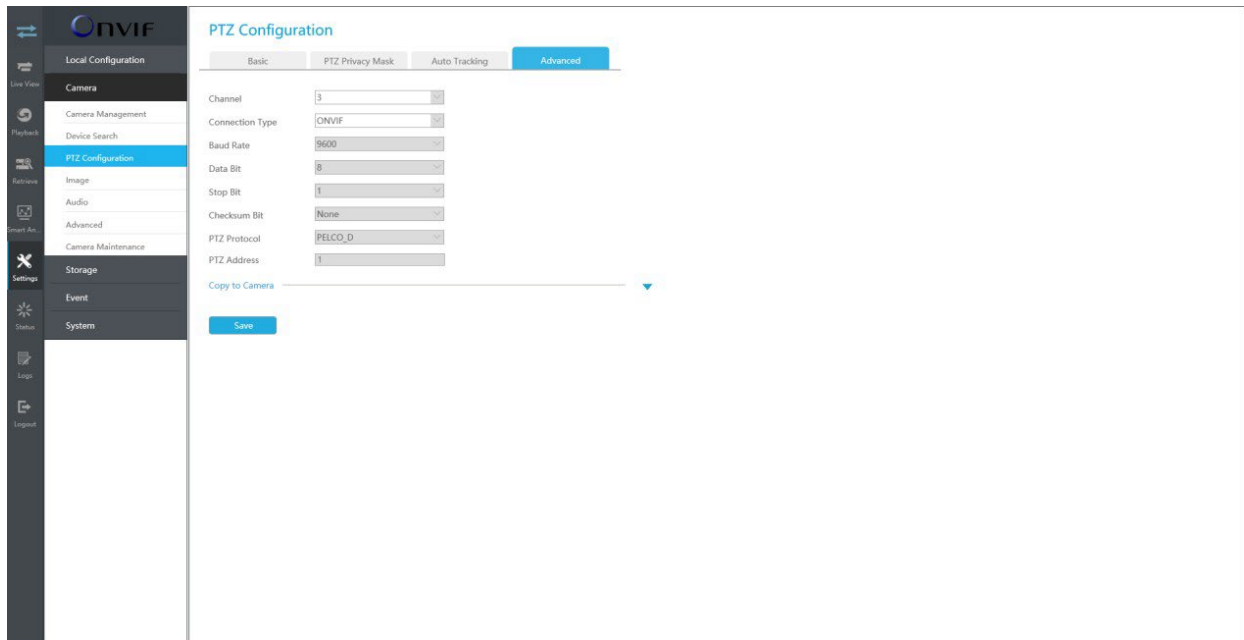 ONVIF
Live View
Playback
Retrieve
Smart An...
Settings
Status
Logs
Logout
Local Configuration
Camera
Camera Management
Device Search
PTZ Configuration
Image
Audio
Advanced
Camera Maintenance
Storage
Event
System
PTZ Configuration
Basic PTZ Privacy Mask Auto Tracking Advanced
Channel 3
Connection Type ONVIF
Baud Rate 9600
Data Bit 8
Stop Bit 1
Checksum Bit None
PTZ Protocol PELCO_D
PTZ Address 1
Copy to Camera
Save